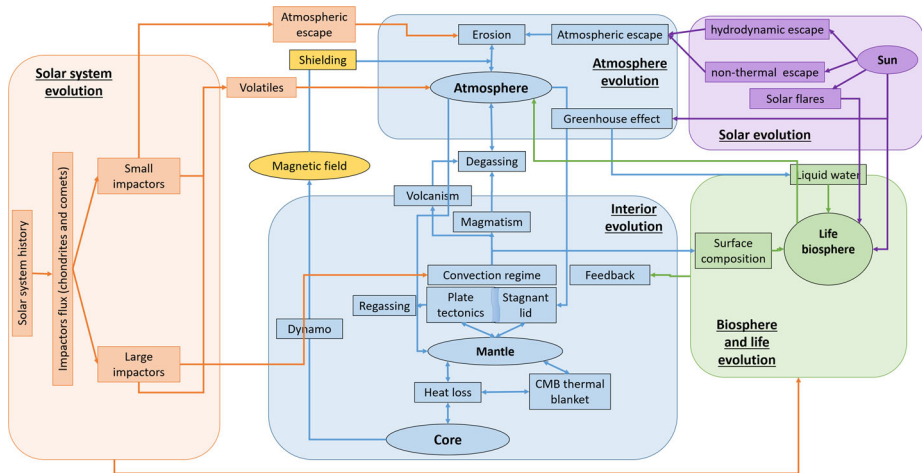 Solar system
evolution
Solar system history
Impactors flux (chondrites and comets)
Small
impactors
Large
impactors
Atmospheric
escape
Volatiles
Shielding
Magnetic field
Dynamo
Erosion
Atmospheric escape
Atmosphere
evolution
Atmosphere
Greenhouse effect
Degassing
hydrodynamic escape
Sun
non-thermal escape
Solar flares
Solar evolution
Volcanism
Magmatism
Interior
evolution
Convection regime
Feedback
Regassing
Plate
tectonics
Stagnant
lid
Mantle
Heat loss
CMB thermal
blanket
Core
Liquid water
Surface
composition
Life
biosphere
Biosphere
and life
evolution